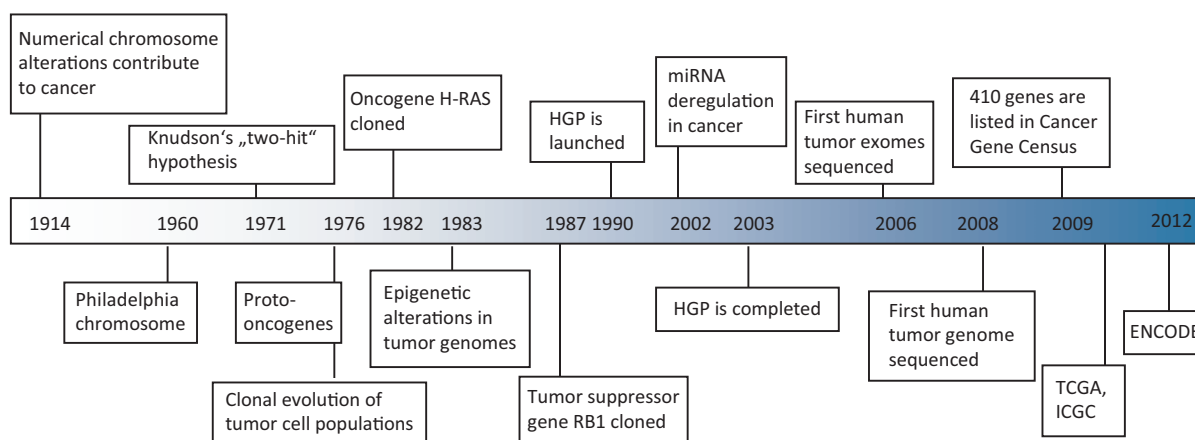 Numerical chromosome
alterations contribute
to cancer
Knudson‘s „two-hit“
hypothesis
Oncogene H-RAS
cloned
HGP is
launched
miRNA
deregulation
in cancer
First human
tumor exomes
sequenced
410 genes are
listed in Cancer
Gene Census
1914 1960 1971 1976 1982 1983 1987 1990 2002 2003 2006 2008 2009 2012
Philadelphia
chromosome
Proto-
oncogenes
Clonal evolution of
tumor cell populations
Epigenetic
alterations in
tumor genomes
Tumor suppressor
gene RB1 cloned
HGP is completed
First human
tumor genome
sequenced
TCGA,
ICGC
ENCODE